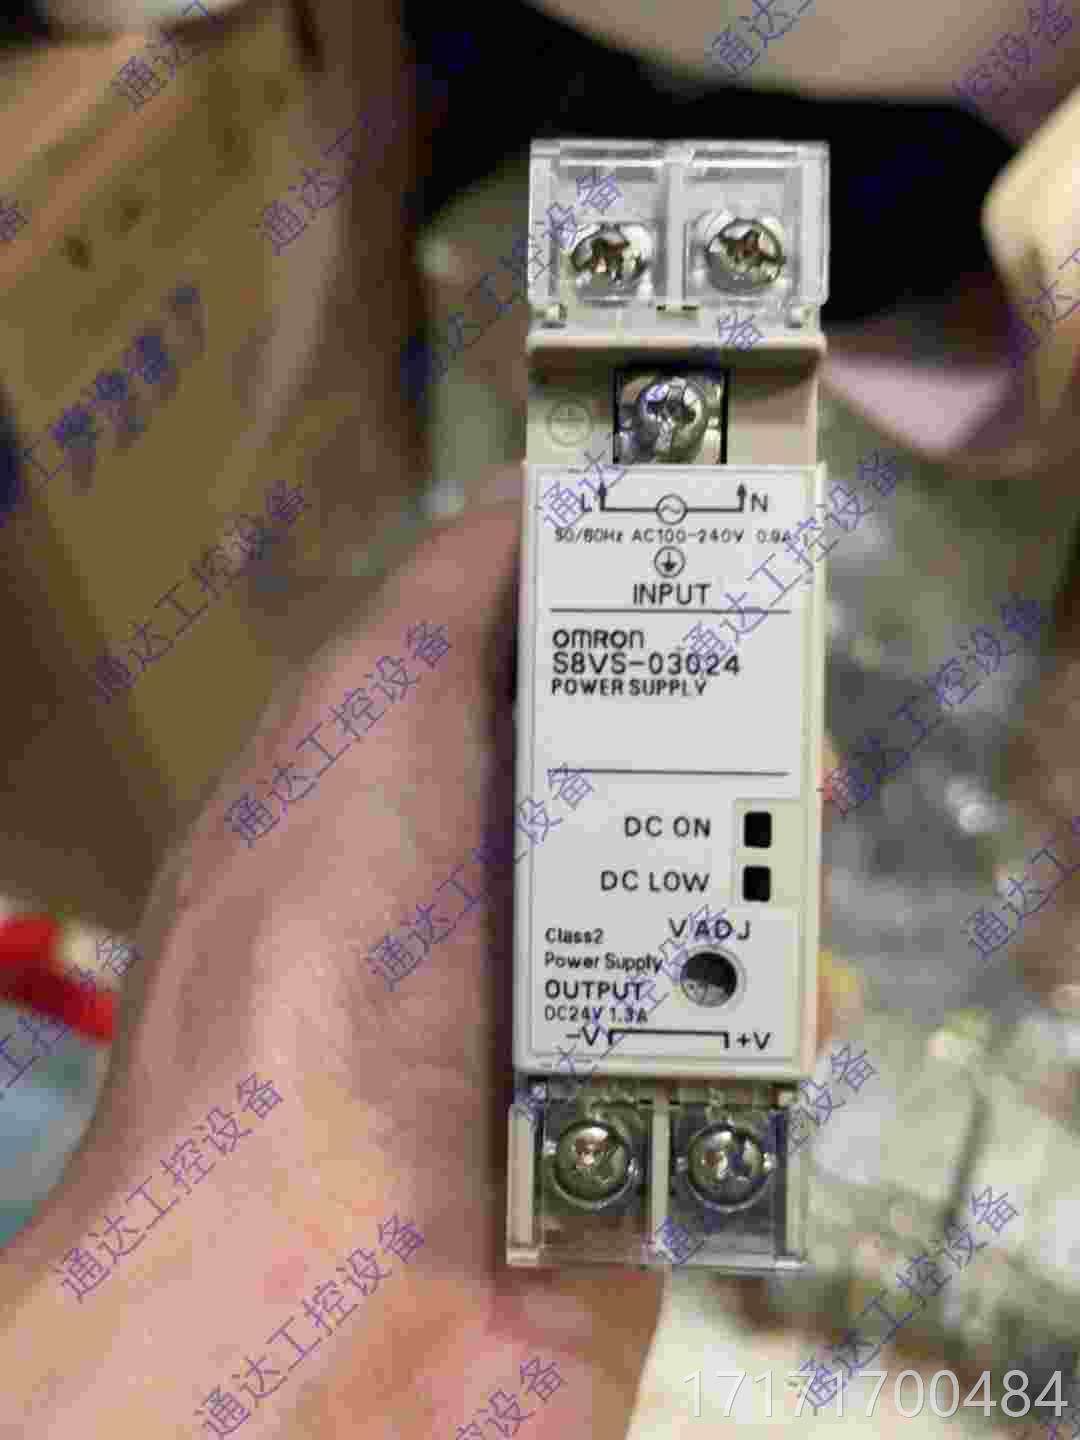 L N
50/60Hz AC100-240V 0.9A
INPUT
omron
S8VS-03024
POWER SUPPLY
DC ON
DC LOW
V ADJ
Class2
Power Supply
OUTPUT
DC24V 1.3A
-V +V
通达工控设备
17171700484